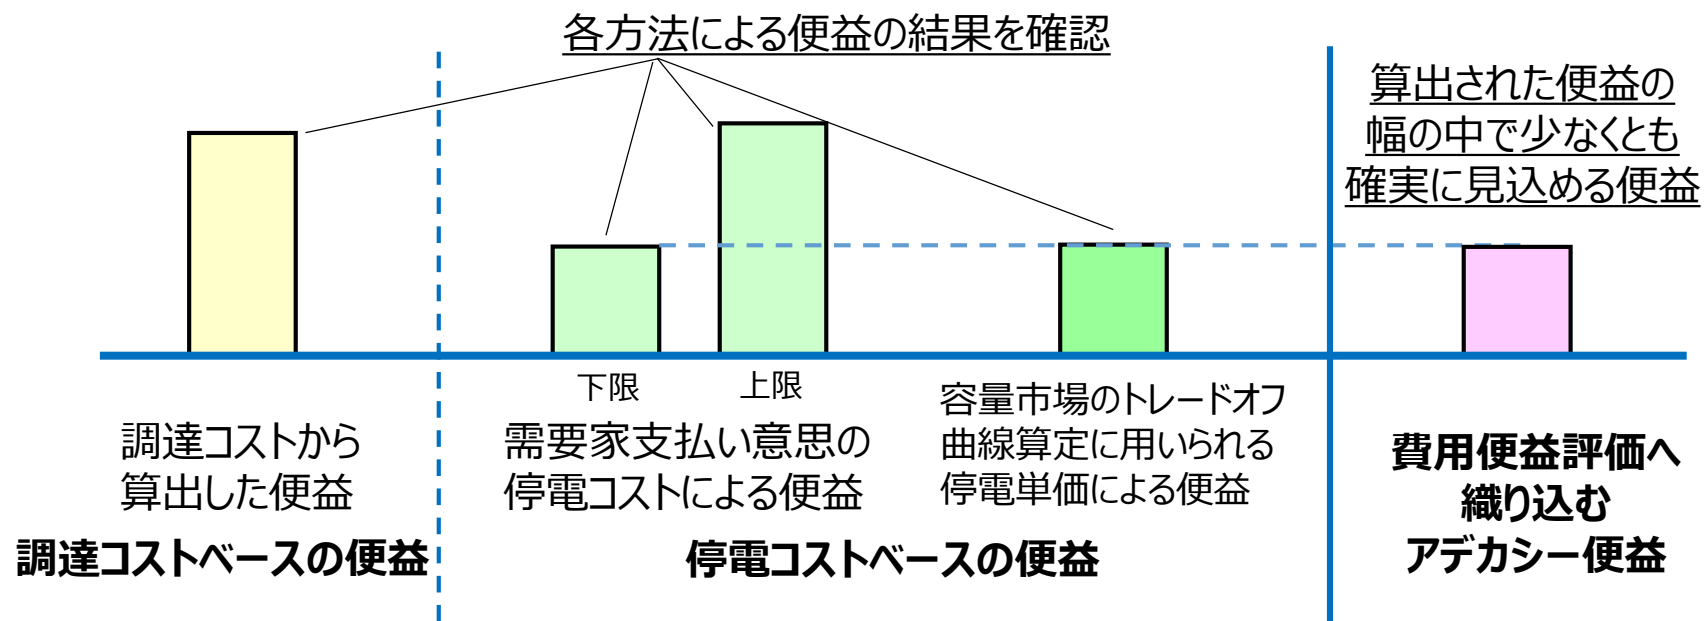 各方法による便益の結果を確認
算出された便益の
幅の中で少なくとも
確実に見込める便益
下限
上限
調達コストから
算出した便益
需要家支払い意思の
停電コストによる便益
容量市場のトレードオフ
曲線算定に用いられる
停電単価による便益
費用便益評価へ
織り込む
アデカシー便益
調達コストベースの便益
停電コストベースの便益